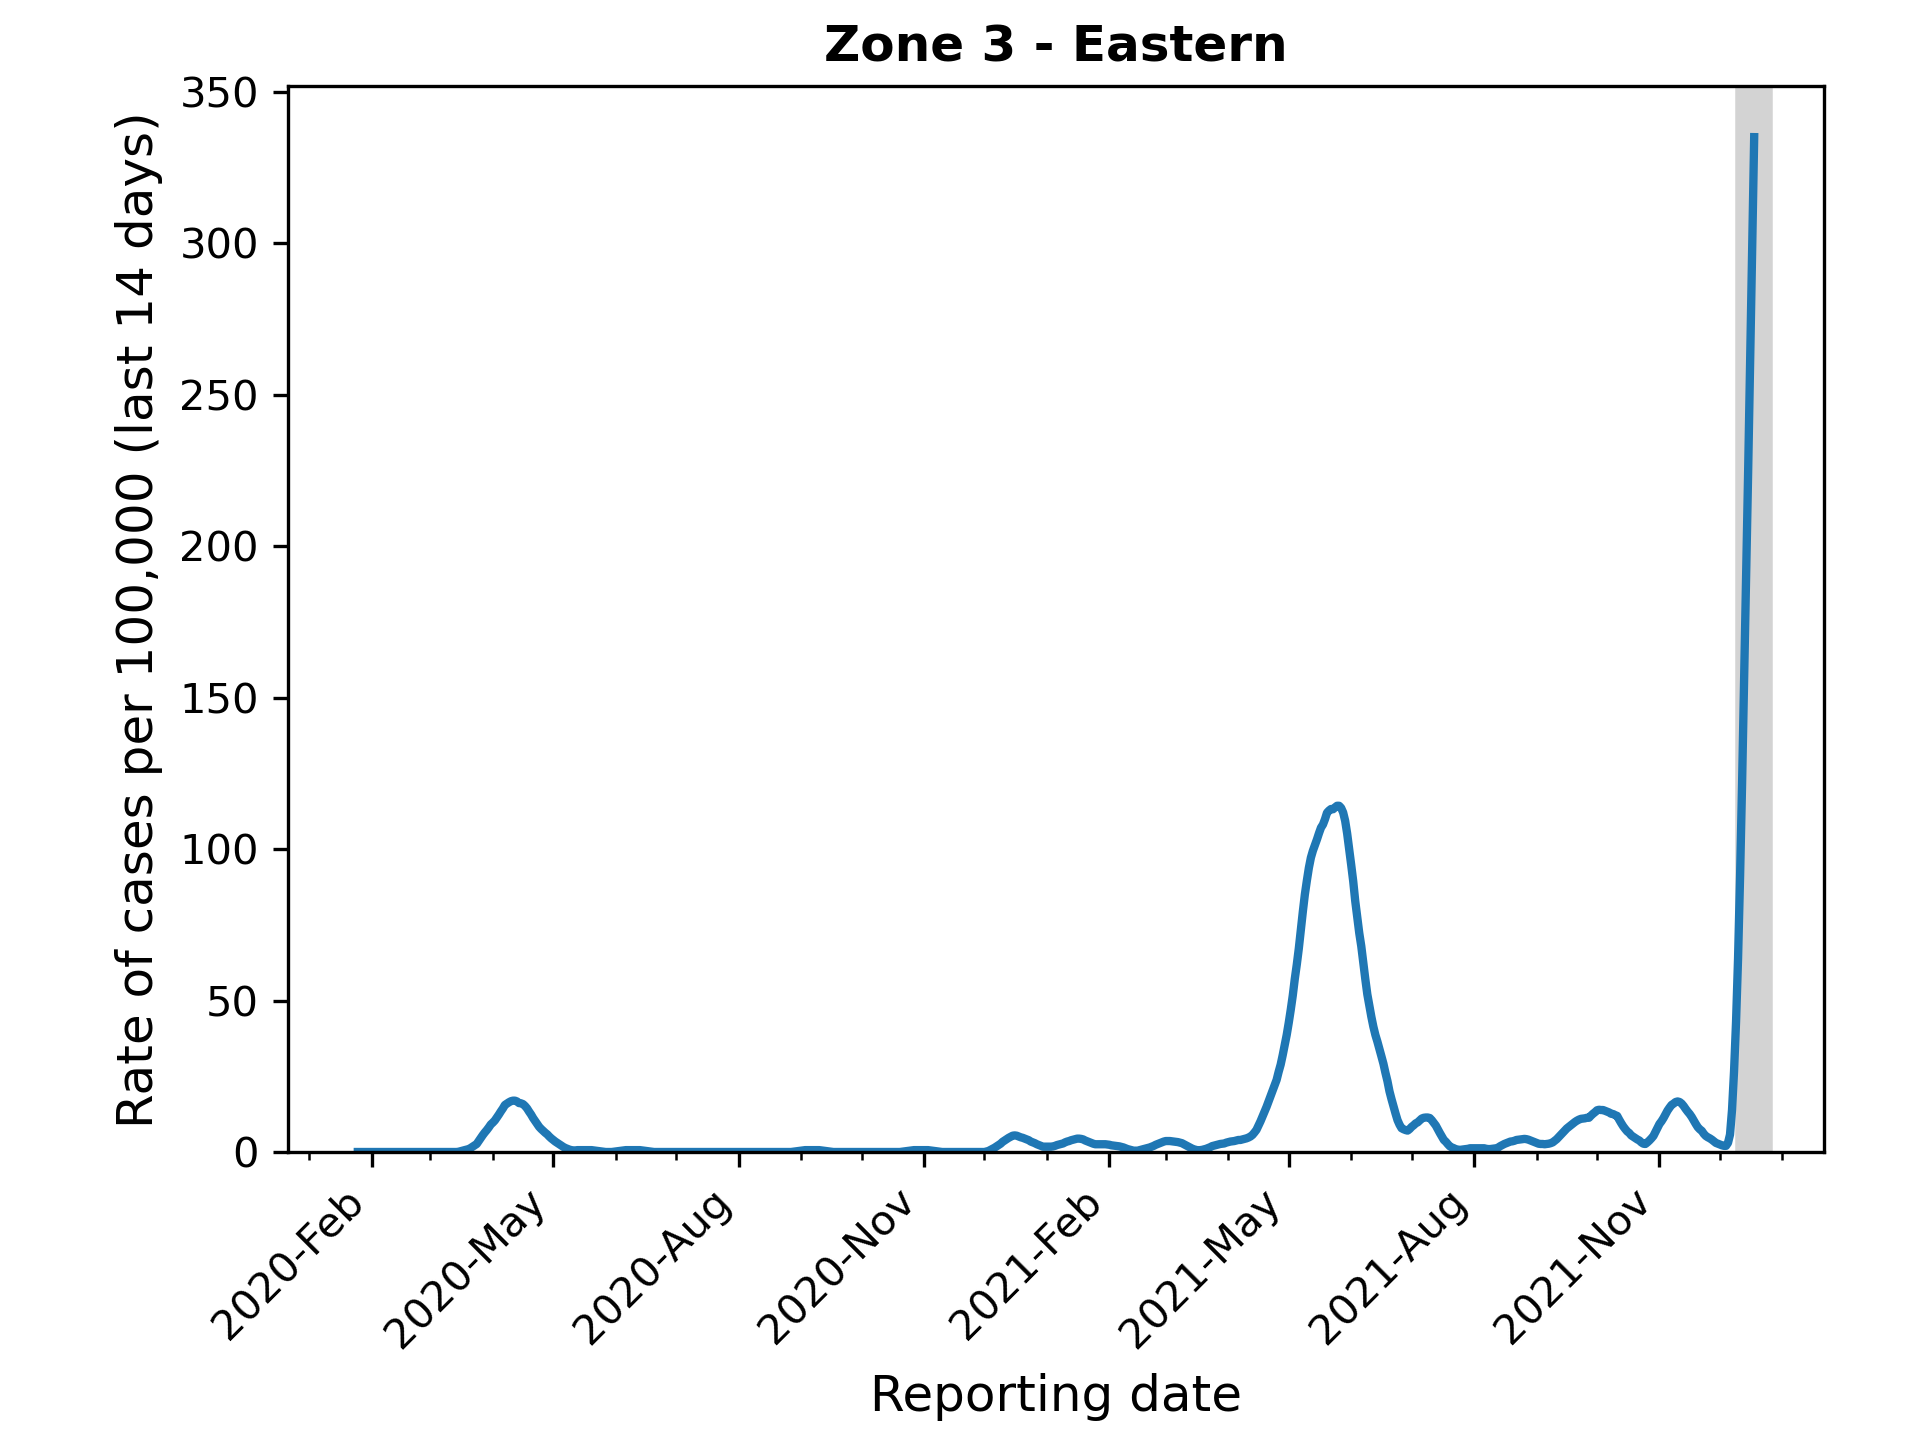 Zone 3 - Eastern
Rate of cases per 100,000 (last 14 days)
350
300
250
200
150
100
50
0
2020-Feb
2020-May
2020-Aug
2020-Nov
2021-Feb
2021-May
2021-Aug
2021-Nov
Reporting date